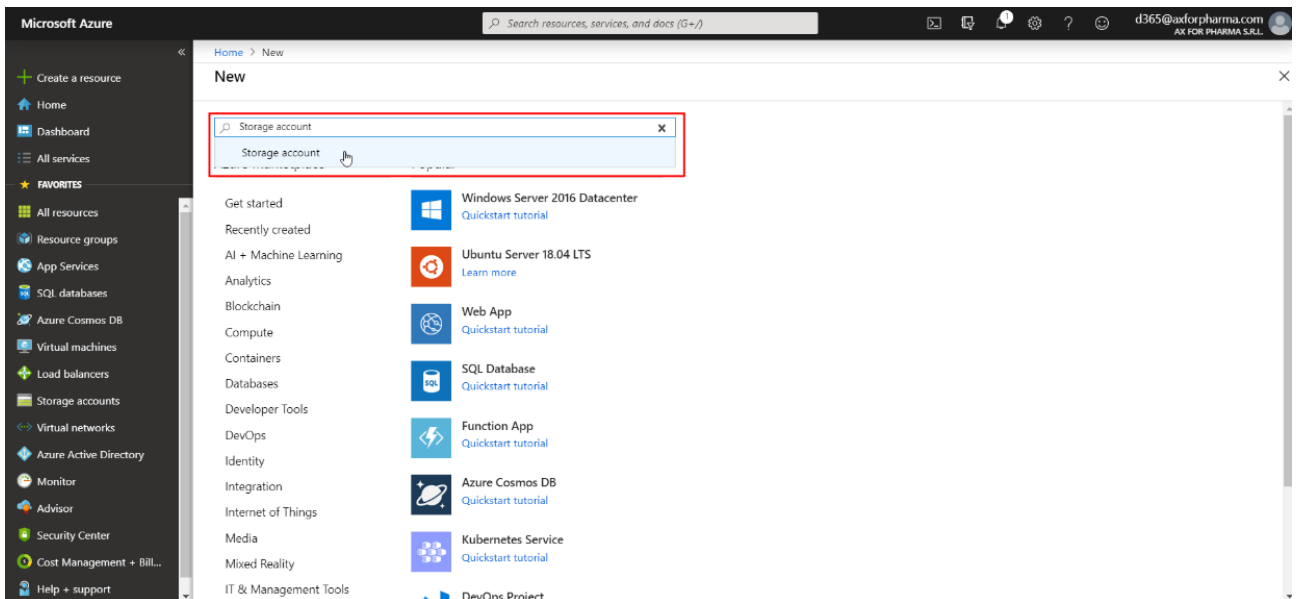 Microsoft Azure
Search resources, services, and docs (G+/)
1
d365@axforpharma.com
AX FOR PHARMA S.R.L.
«
Create a resource
Home
Dashboard
All services
FAVORITES
All resources
Resource groups
App Services
SQL databases
Azure Cosmos DB
Virtual machines
Load balancers
Storage accounts
Virtual networks
Azure Active Directory
Monitor
Advisor
Security Center
Cost Management + Bill...
Help + support
Home > New
New
Storage account
Storage account
Azure Marketplace
Popular
Get started
Recently created
AI + Machine Learning
Analytics
Blockchain
Compute
Containers
Databases
Developer Tools
DevOps
Identity
Integration
Internet of Things
Media
Mixed Reality
IT & Management Tools
Windows Server 2016 Datacenter
Quickstart tutorial
Ubuntu Server 18.04 LTS
Learn more
Web App
Quickstart tutorial
SQL
SQL Database
Quickstart tutorial
Function App
Quickstart tutorial
Azure Cosmos DB
Quickstart tutorial
Kubernetes Service
Quickstart tutorial
DevOps Project